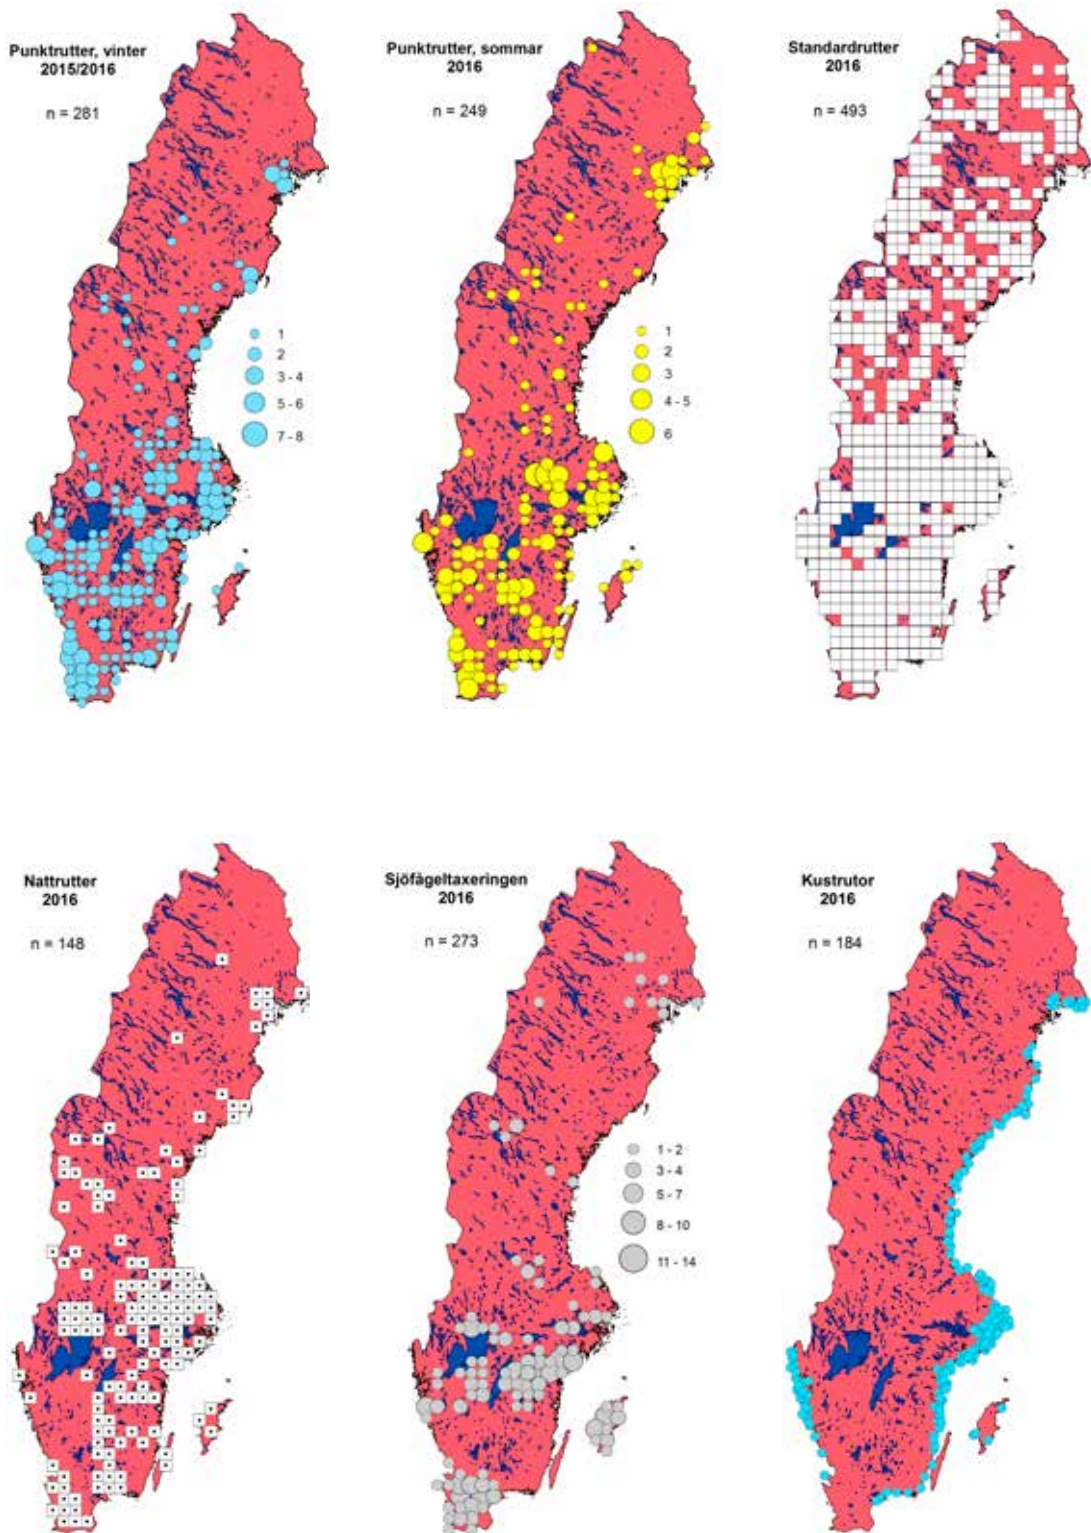 Punktrutter, vinter
2015/2016
n = 281
1
2
3 - 4
5 - 6
7 - 8
Punktrutter, sommar
2016
n = 249
1
2
3
4 - 5
6
Standardrutter
2016
n = 493
Nattrutter
2016
n = 148
Sjöfågeltaxeringen
2016
n = 273
1 - 2
3 - 4
5 - 7
8 - 10
11 - 14
Kustrutor
2016
n = 184